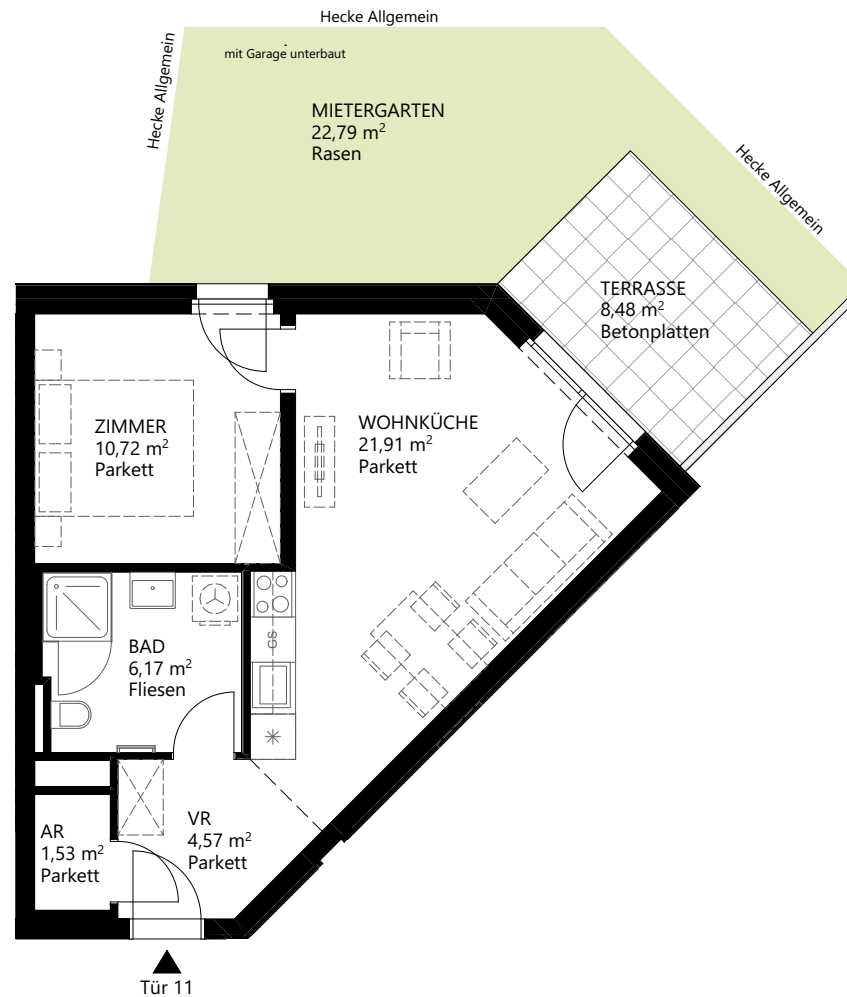 Hecke Allgemein
mit Garage unterbaut
Hecke Allgemein
MIETERGARTEN
22,79 m²
Rasen
Hecke Allgemein
TERRASSE
8,48 m²
Betonplatten
ZIMMER
10,72 m²
Parkett
WOHNKÜCHE
21,91 m²
Parkett
GS
BAD
6,17 m²
Fliesen
VR
4,57 m²
Parkett
AR
1,53 m²
Parkett
Tür 11